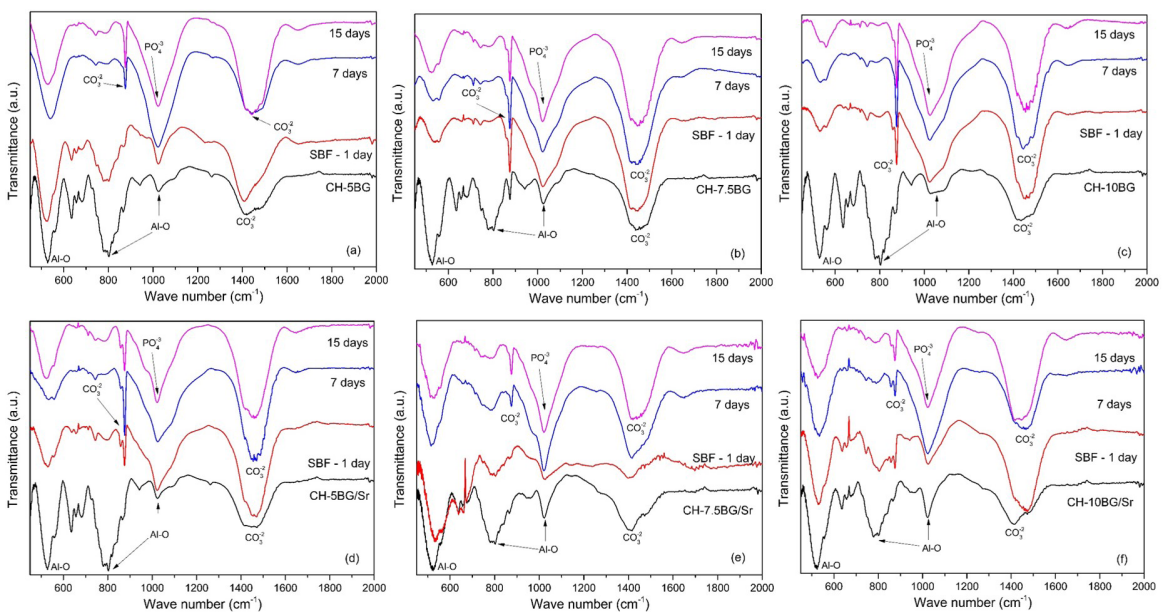 Transmittance (a.u.)
15 days
PO₄⁻³
7 days
CO₃⁻²
CO₃⁻²
SBF - 1 day
CH-5BG
CO₃⁻²
Al-O
Al-O
(a)
600 800 1000 1200 1400 1600 1800 2000
Wave number (cm⁻¹)
Transmittance (a.u.)
15 days
PO₄⁻³
7 days
CO₃⁻²
SBF - 1 day
CO₃⁻²
CH-7.5BG
Al-O
CO₃⁻²
Al-O
(b)
600 800 1000 1200 1400 1600 1800 2000
Wave number (cm⁻¹)
Transmittance (a.u.)
15 days
PO₄⁻³
7 days
SBF - 1 day
CO₃⁻²
CO₃⁻²
CH-10BG
Al-O
CO₃⁻²
Al-O
(c)
600 800 1000 1200 1400 1600 1800 2000
Wave number (cm⁻¹)
Transmittance (a.u.)
15 days
PO₄⁻³
7 days
CO₃⁻²
SBF - 1 day
CO₃⁻²
CH-5BG/Sr
Al-O
CO₃⁻²
Al-O
(d)
600 800 1000 1200 1400 1600 1800 2000
Wave number (cm⁻¹)
Transmittance (a.u.)
15 days
PO₄⁻³
7 days
CO₃⁻²
CO₃⁻²
SBF - 1 day
CH-7.5BG/Sr
Al-O
CO₃⁻²
Al-O
(e)
600 800 1000 1200 1400 1600 1800 2000
Wave number (cm⁻¹)
Transmittance (a.u.)
15 days
PO₄⁻³
7 days
CO₃⁻²
CO₃⁻²
SBF - 1 day
CH-10BG/Sr
Al-O
CO₃⁻²
Al-O
(f)
600 800 1000 1200 1400 1600 1800 2000
Wave number (cm⁻¹)